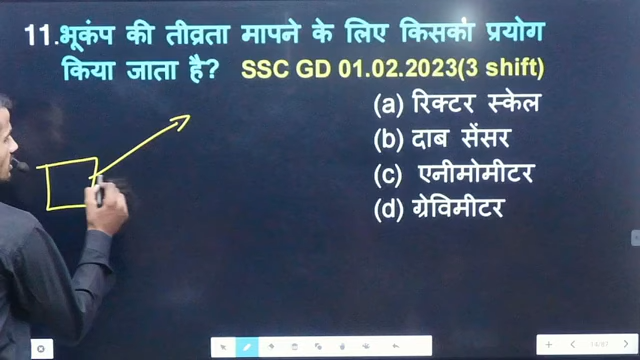 11.भूकंप की तीव्रता मापने के लिए किसका प्रयोग
किया जाता है? SSC GD 01.02.2023(3 shift)
(a) रिक्टर स्केल
(b) दाब सेंसर
(c) एनीमोमीटर
(d) ग्रेविमीटर